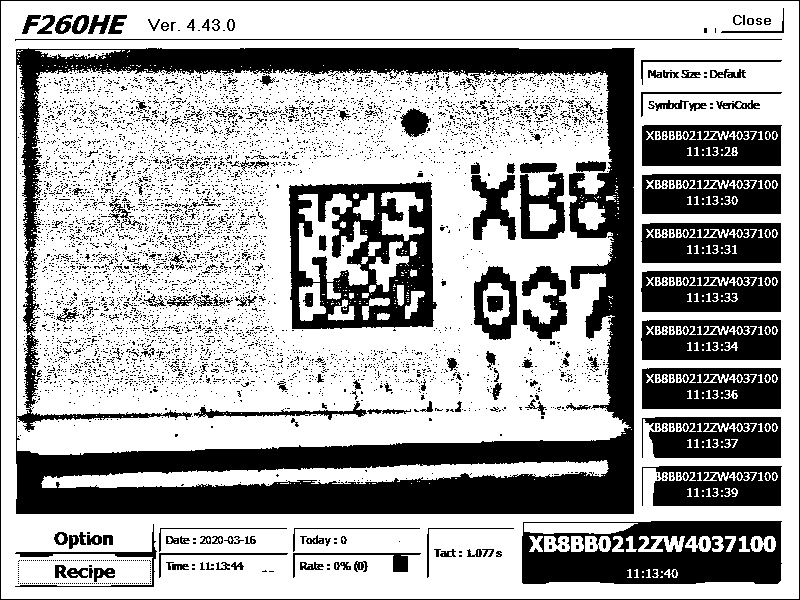 F260HE Ver. 4.43.0
Close
Matrix Size : Default
SymbolType : VeriCode
XB8
037
XB8BB0212ZW4037100
11:13:28
XB8BB0212ZW4037100
11:13:30
XB8BB0212ZW4037100
11:13:31
XB8BB0212ZW4037100
11:13:33
XB8BB0212ZW4037100
11:13:34
XB8BB0212ZW4037100
11:13:36
XB8BB0212ZW4037100
11:13:37
XB8BB0212ZW4037100
11:13:39
Option
Recipe
Date : 2020-03-16
Time : 11:13:44
Today : 0
Rate : 0% (0)
Tact : 1.077 s
XB8BB0212ZW4037100
11:13:40